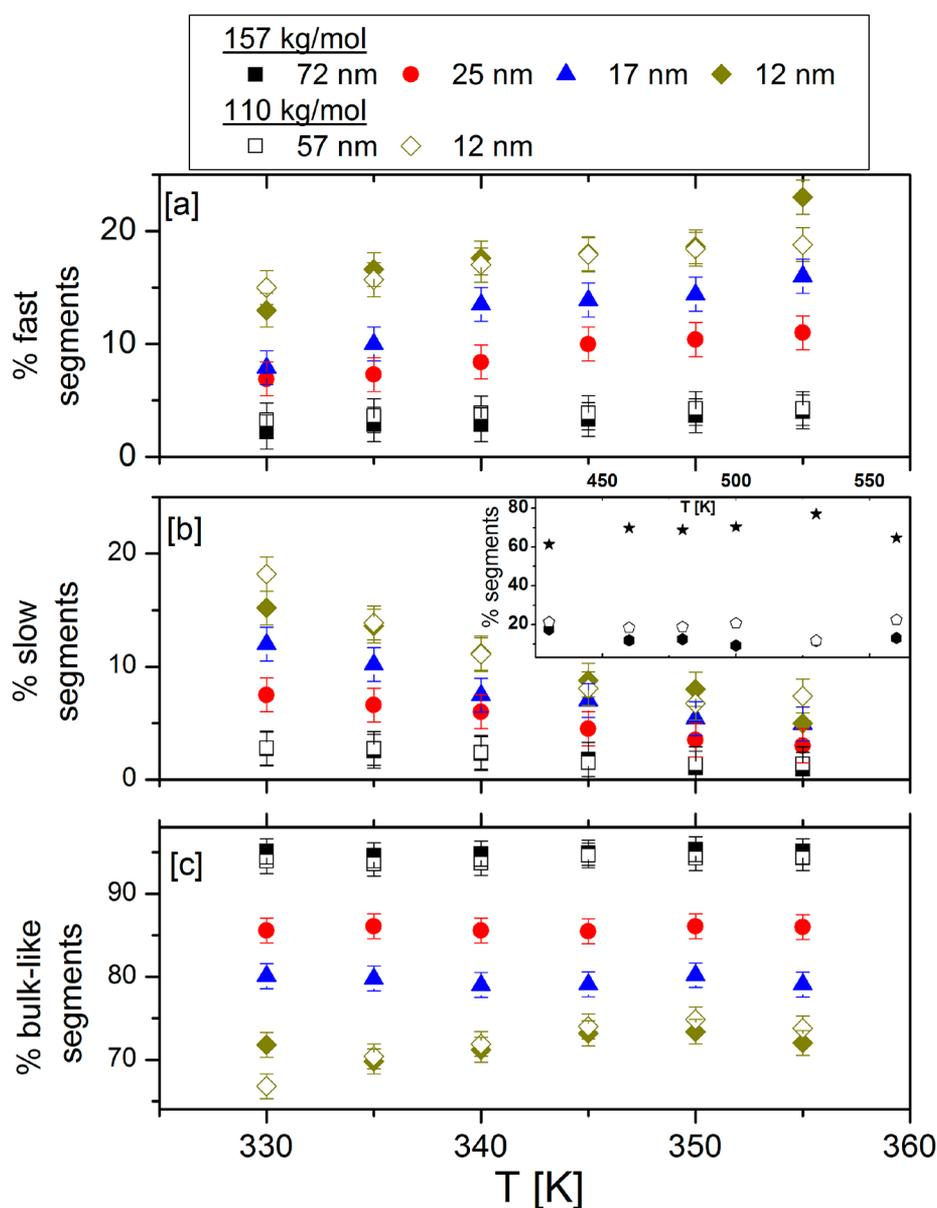 157 kg/mol
72 nm 25 nm 17 nm 12 nm
110 kg/mol
57 nm 12 nm
[a]
20
10
0
% fast
segments
450 500 550
T [K]
[b]
20
10
0
% slow
segments
80
60
40
20
% segments
[c]
90
80
70
% bulk-like
segments
330 340 350 360
T [K]